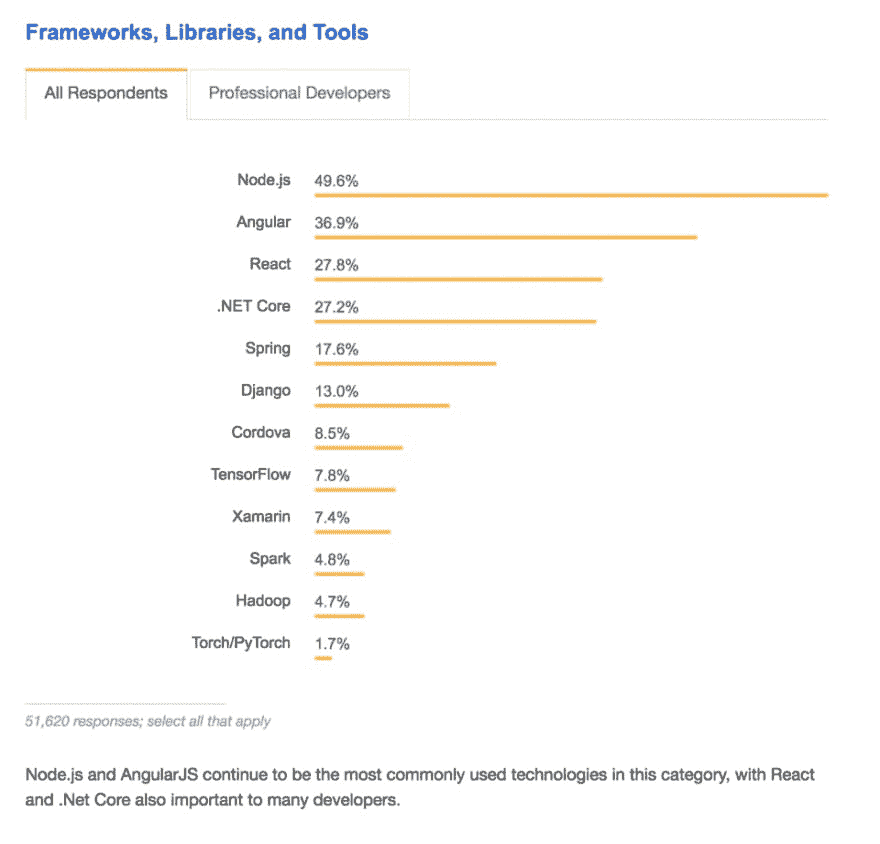 Frameworks, Libraries, and Tools
All Respondents Professional Developers
Node.js 49.6%
Angular 36.9%
React 27.8%
.NET Core 27.2%
Spring 17.6%
Django 13.0%
Cordova 8.5%
TensorFlow 7.8%
Xamarin 7.4%
Spark 4.8%
Hadoop 4.7%
Torch/PyTorch 1.7%
51,620 responses; select all that apply
Node.js and AngularJS continue to be the most commonly used technologies in this category, with React
and .Net Core also important to many developers.